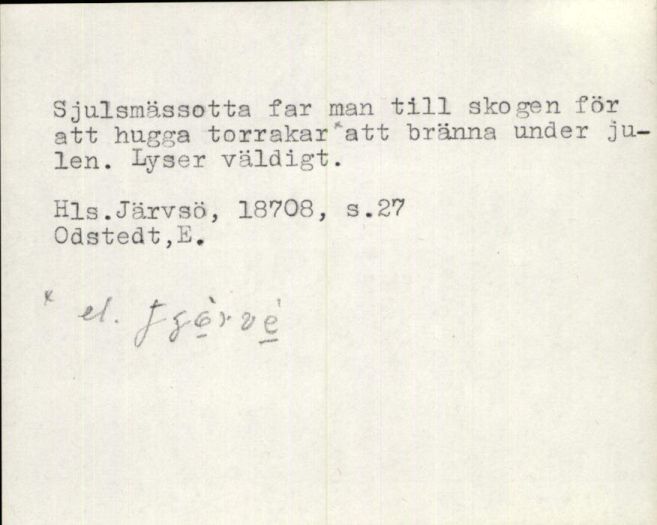 Sjulsmässotta far man till skogen för
att hugga torrakar*att bränna under ju-
len. Lyser väldigt.
Hls.Järvsö, 18708, s.27
Odstedt,E.
* el.